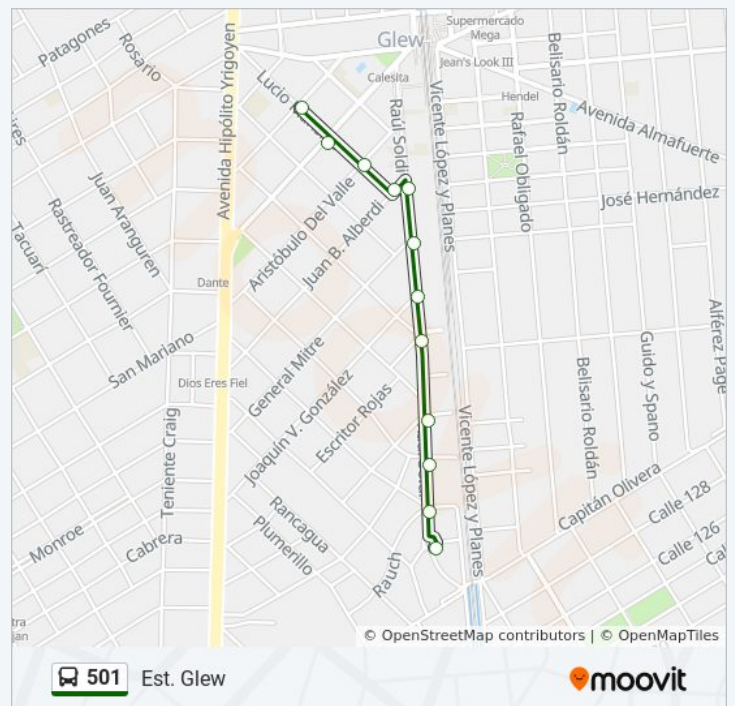 Patagones
Rosario
Supermercado
Mega
Glew
Jean's Look III
Calesita
Belisario Roldán
Lucio
Avenida Hipólito Yrigoyen
Hendel
Avenida Almafuerte
Raúl Soldi
Vicente López y Planes
Rafael Obligado
Juan Aranguren
Rastreador Fournier
Tacuarí
Aristóbulo Del Valle
Juan B. Alberdi
José Hernández
Dante
San Mariano
Alférez Page
Guido y Spano
General Mitre
Dios Eres Fiel
Joaquín V. González
Escritor Rojas
Belisario Roldán
Teniente Craig
Vicente López y Planes
Capitán Olivera
Calle 128
Rancagua
Plumerillo
Monroe
Cabrera
Calle 126
Rauch
© OpenStreetMap contributors | © OpenMapTiles
501 Est. Glew
moovit